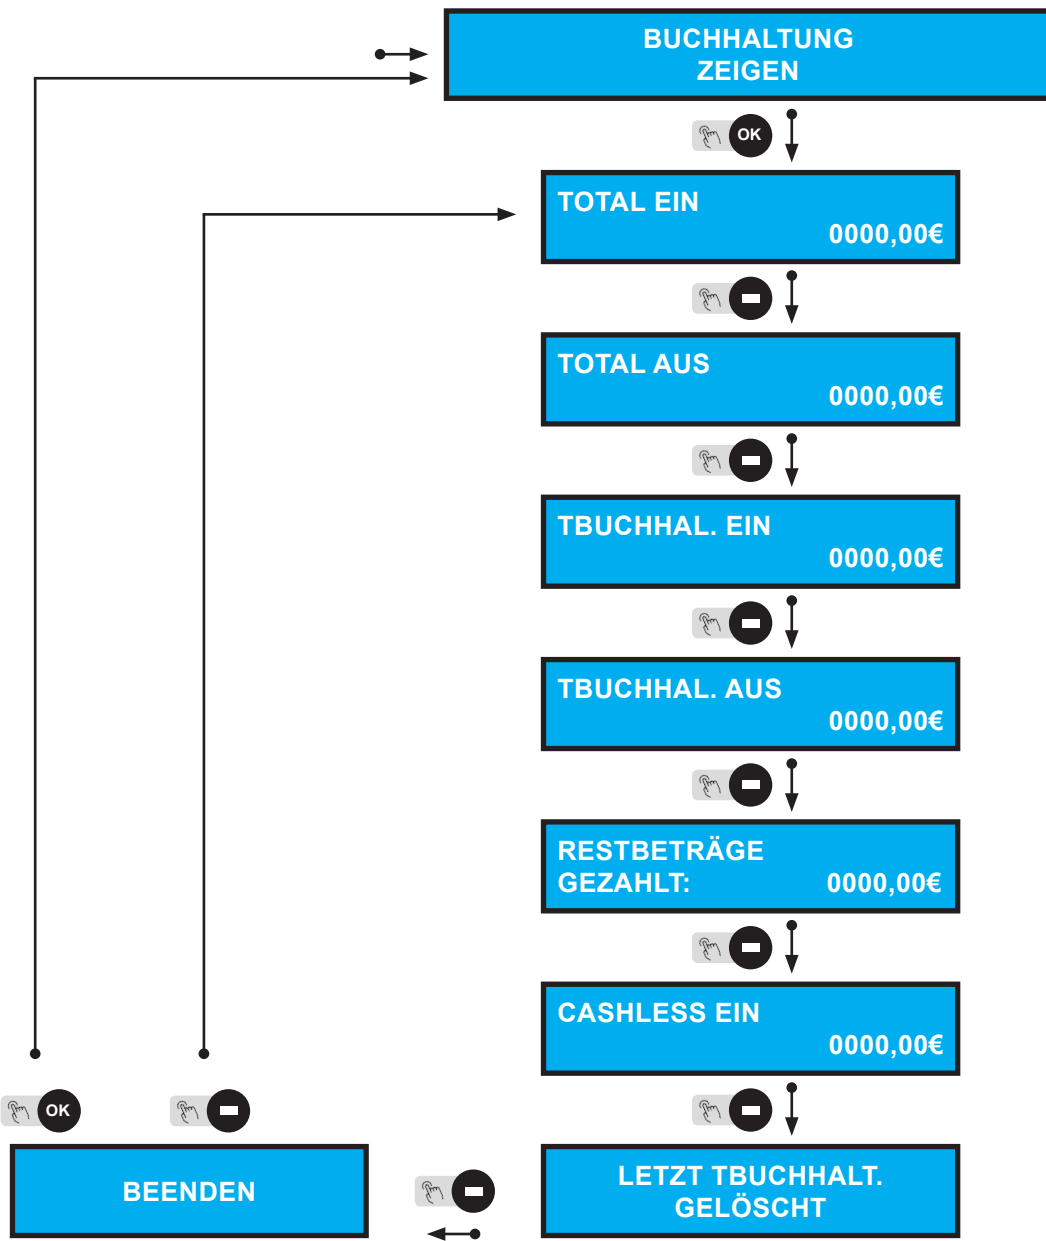 BUCHHALTUNG
ZEIGEN
OK
TOTAL EIN
0000,00€
TOTAL AUS
0000,00€
TBUCHHAL. EIN
0000,00€
TBUCHHAL. AUS
0000,00€
RESTBETRÄGE
GEZAHLT: 0000,00€
CASHLESS EIN
0000,00€
OK
BEENDEN
LETZT TBUCHHALT.
GELÖSCHT